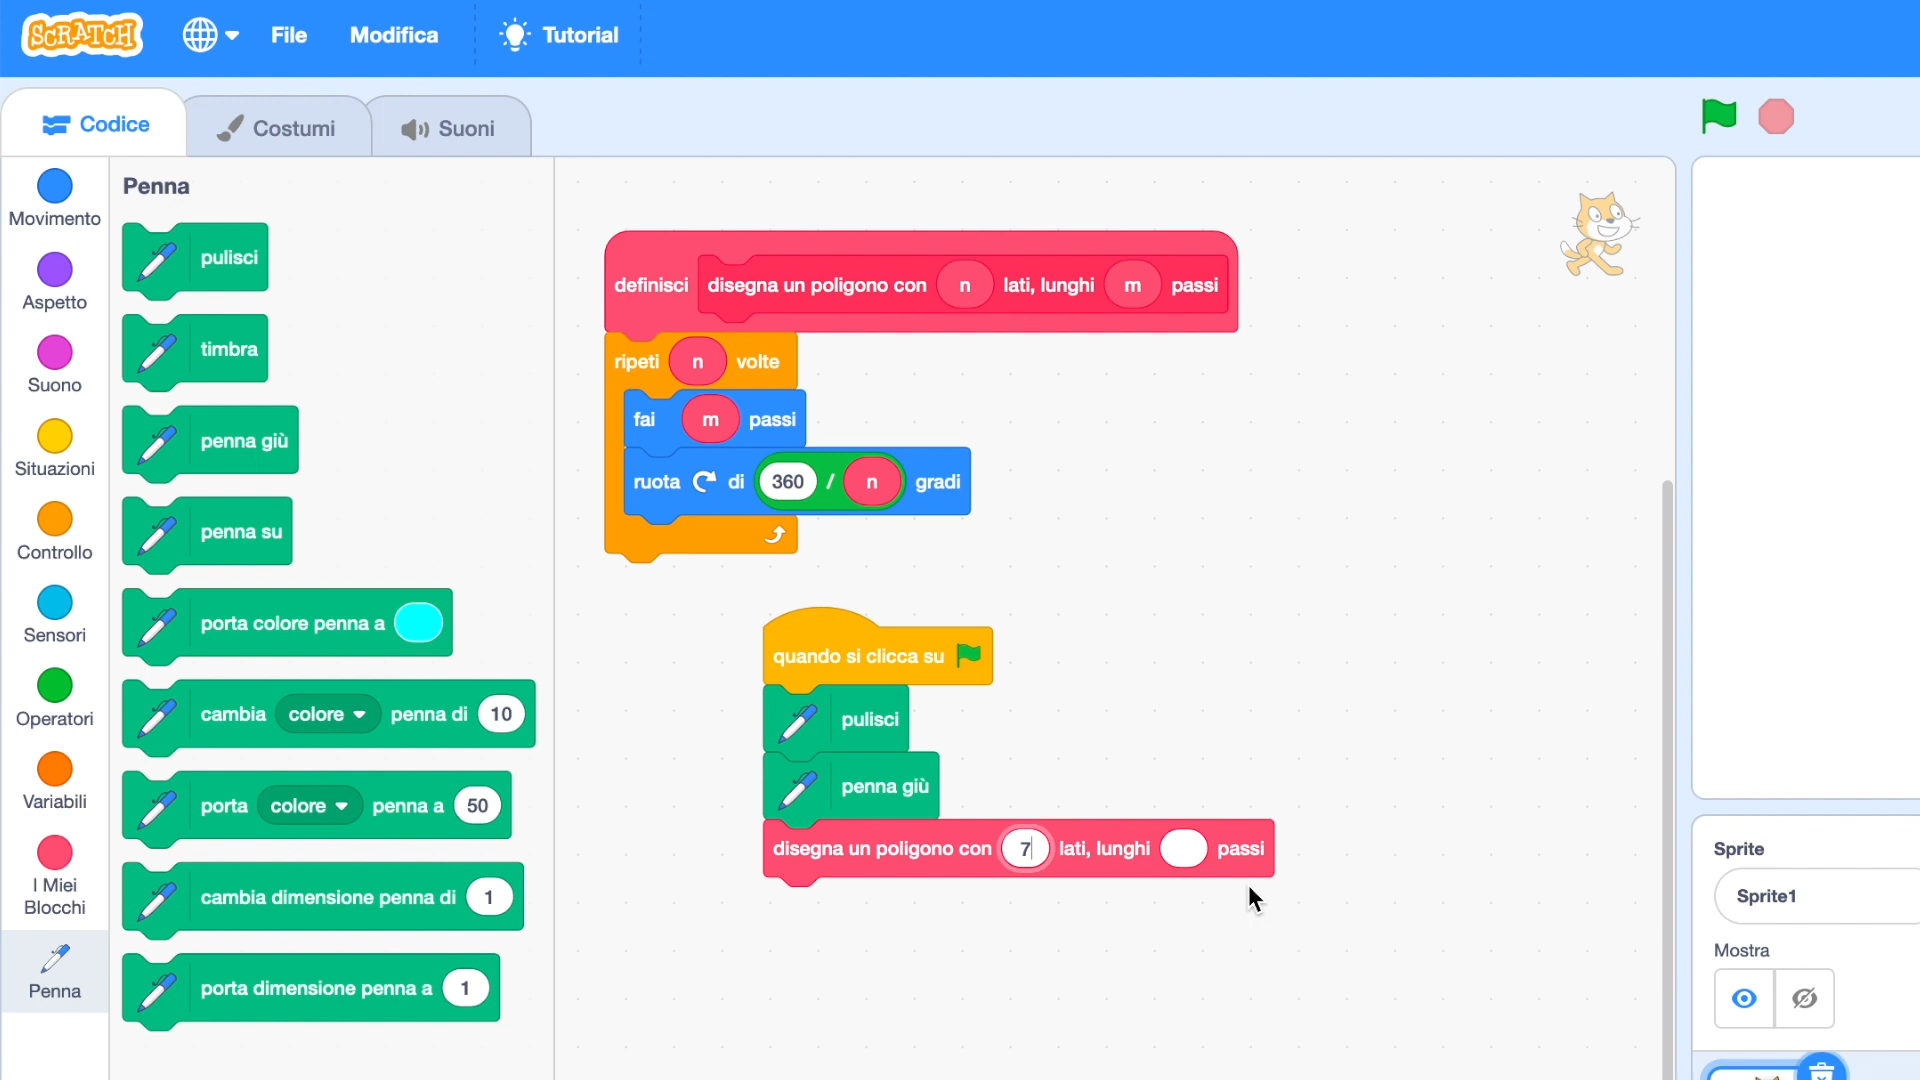 SCRATCH File Modifica Tutorial
Codice Costumi Suoni
Movimento
Aspetto
Suono
Situazioni
Controllo
Sensori
Operatori
Variabili
I Miei
Blocchi
Penna
Penna
pulisci
timbra
penna giù
penna su
porta colore penna a
cambia colore penna di 10
porta colore penna a 50
cambia dimensione penna di 1
porta dimensione penna a 1
definisci disegna un poligono con n lati, lunghi m passi
ripeti n volte
fai m passi
ruota di 360 / n gradi
quando si clicca su
pulisci
penna giù
disegna un poligono con 7 lati, lunghi passi
Sprite
Sprite1
Mostra